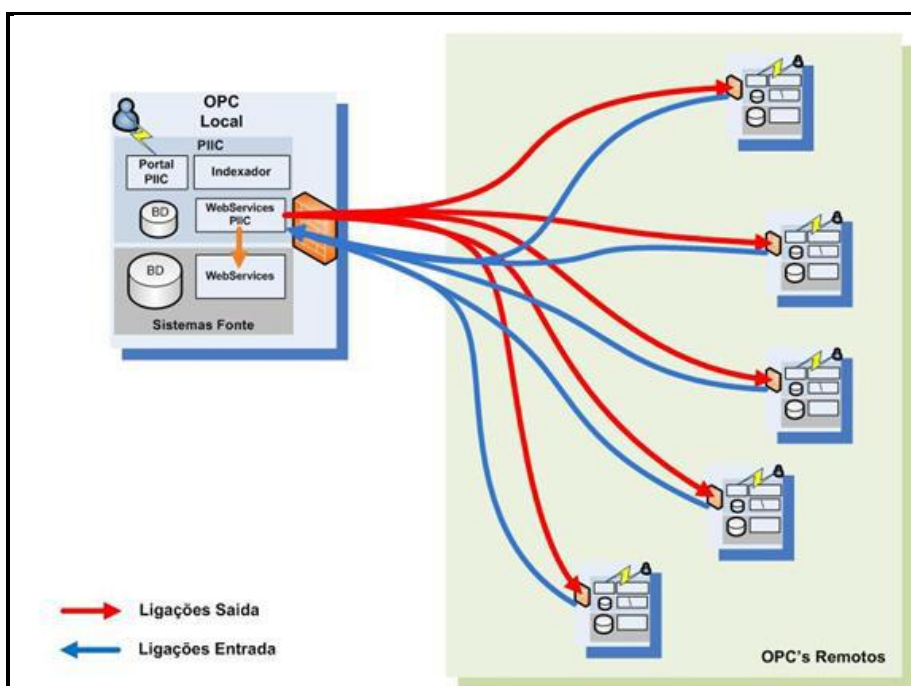 OPC
Local
PIIC
Portal
PIIC
Indexador
BD
WebServices
PIIC
BD
WebServices
Sistemas Fonte
Ligações Saída
Ligações Entrada
OPC's Remotos